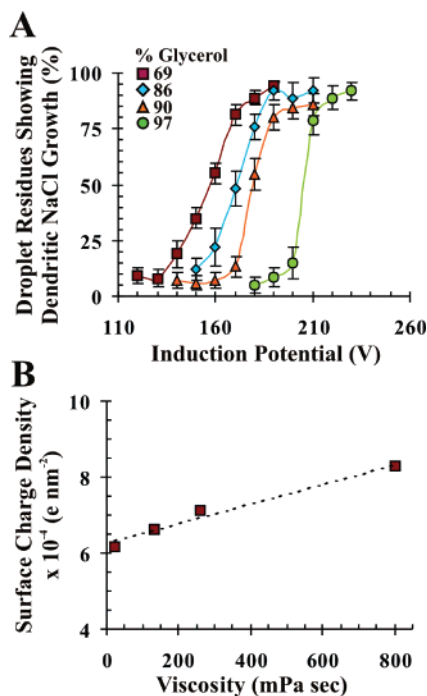 A
% Glycerol
69
86
90
97
Droplet Residues Showing
Dendritic NaCl Growth (%)
100
75
50
25
0
110 160 210 260
Induction Potential (V)
B
Surface Charge Density
x 10⁻⁴ (e nm⁻²)
10
8
6
4
0 200 400 600 800
Viscosity (mPa sec)